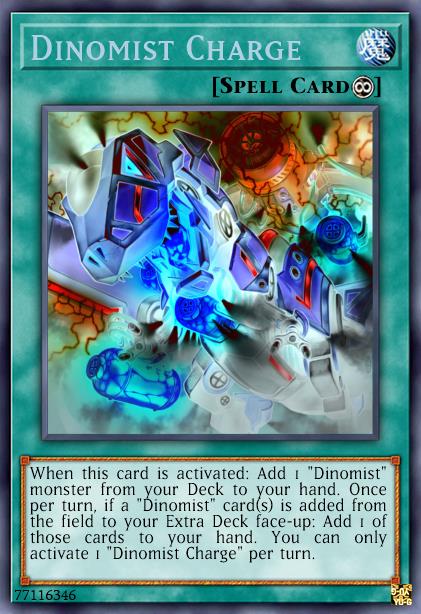 Dinomist Charge
魔
[Spell Card]
When this card is activated: Add 1 "Dinomist"
monster from your Deck to your hand. Once
per turn, if a "Dinomist" card(s) is added from
the field to your Extra Deck face-up: Add 1 of
those cards to your hand. You can only
activate 1 "Dinomist Charge" per turn.
77116346